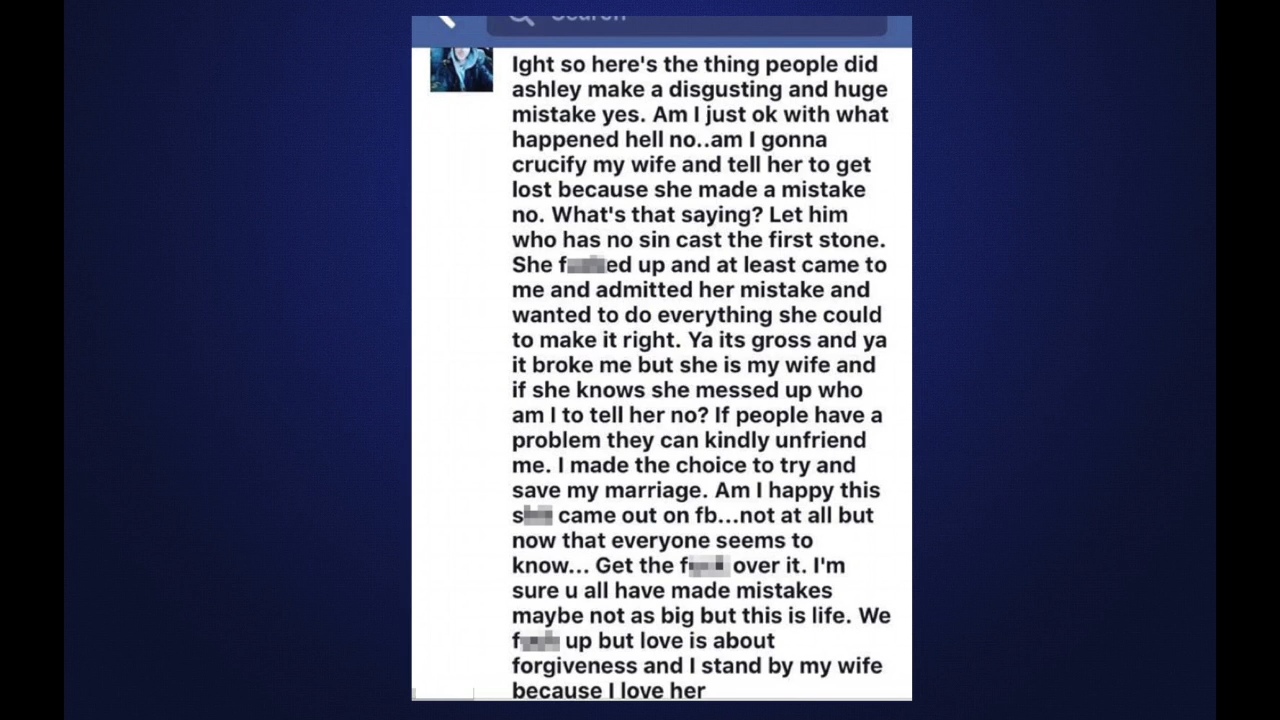 Ight so here's the thing people did
ashley make a disgusting and huge
mistake yes. Am I just ok with what
happened hell no..am I gonna
crucify my wife and tell her to get
lost because she made a mistake
no. What's that saying? Let him
who has no sin cast the first stone.
She f ed up and at least came to
me and admitted her mistake and
wanted to do everything she could
to make it right. Ya its gross and ya
it broke me but she is my wife and
if she knows she messed up who
am I to tell her no? If people have a
problem they can kindly unfriend
me. I made the choice to try and
save my marriage. Am I happy this
s came out on fb...not at all but
now that everyone seems to
know... Get the f over it. I'm
sure u all have made mistakes
maybe not as big but this is life. We
f up but love is about
forgiveness and I stand by my wife
because I love her